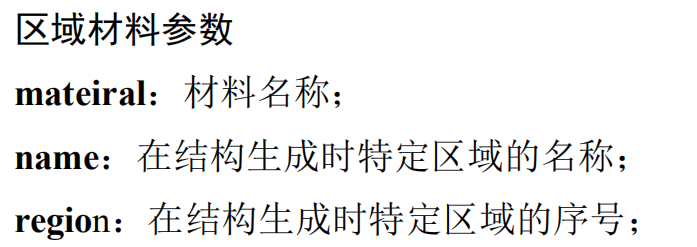 区域材料参数
mateiral：材料名称；
name：在结构生成时特定区域的名称；
region：在结构生成时特定区域的序号；